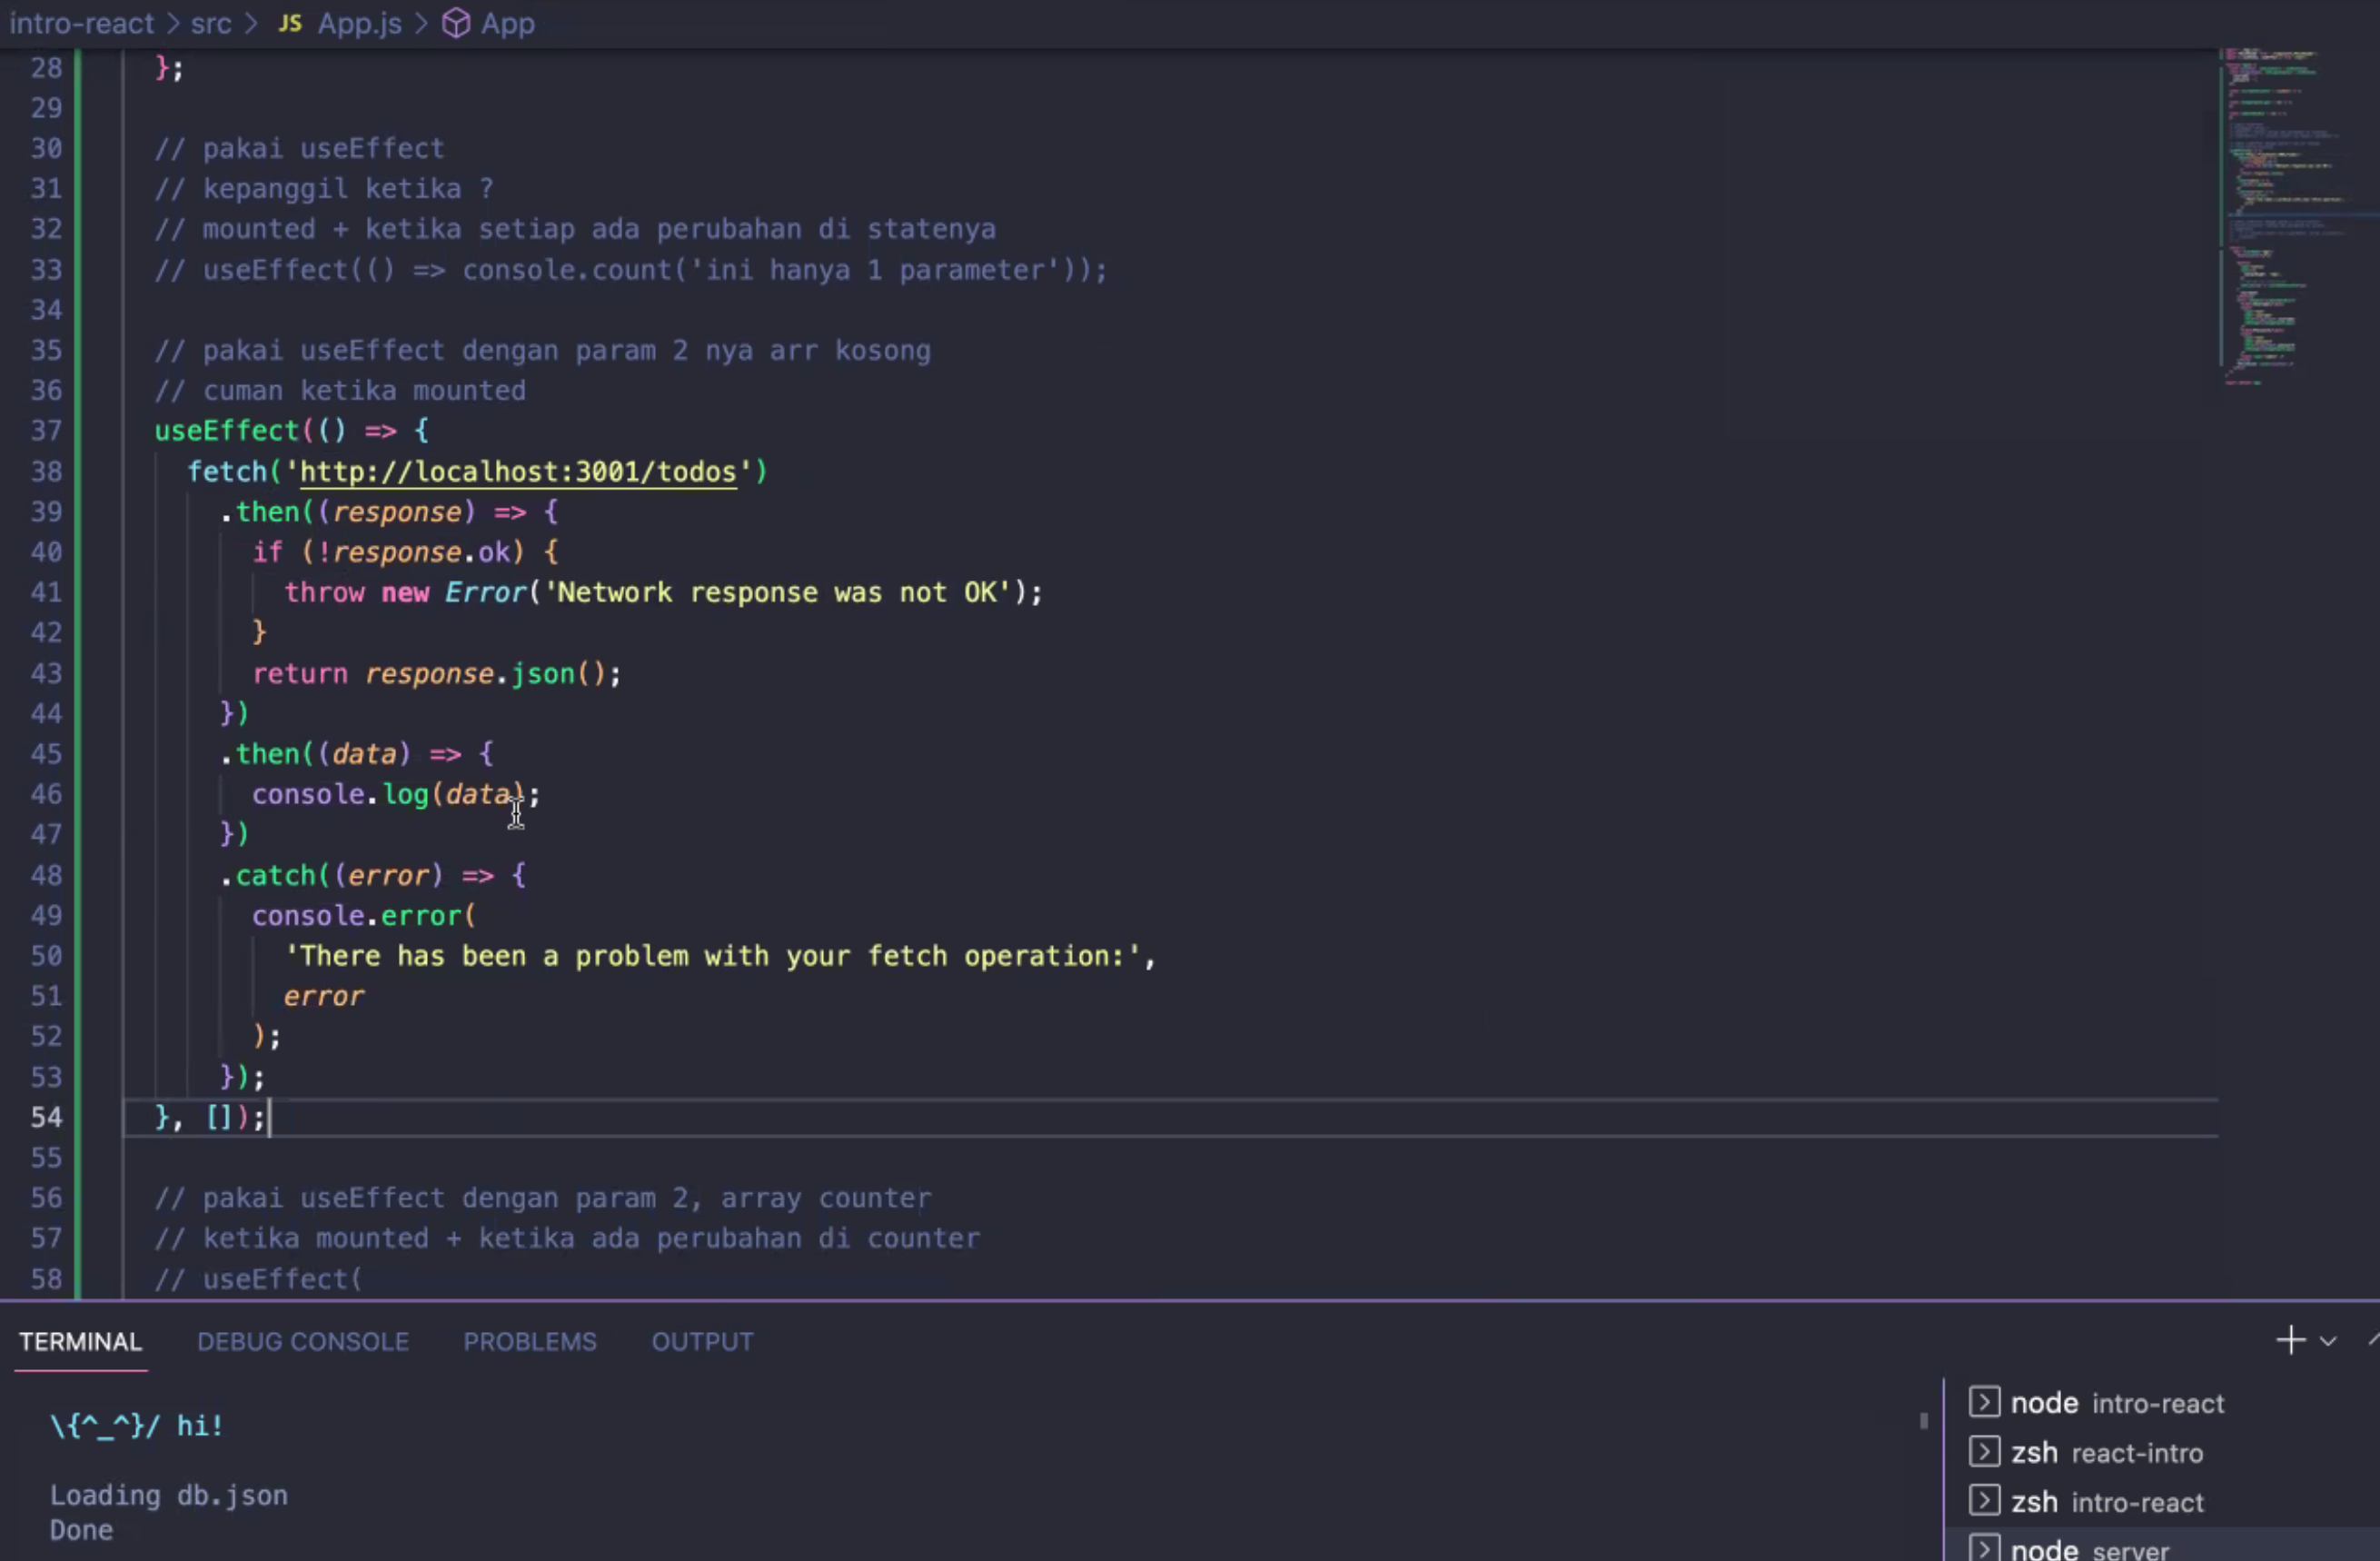 intro-react > src > JS App.js > App
28 };
29
30 // pakai useEffect
31 // kepanggil ketika ?
32 // mounted + ketika setiap ada perubahan di statenya
33 // useEffect(() => console.count('ini hanya 1 parameter'));
34
35 // pakai useEffect dengan param 2 nya arr kosong
36 // cuman ketika mounted
37 useEffect(() => {
38 fetch('http://localhost:3001/todos')
39 .then((response) => {
40 if (!response.ok) {
41 throw new Error('Network response was not OK');
42 }
43 return response.json();
44 })
45 .then((data) => {
46 console.log(data);
47 })
48 .catch((error) => {
49 console.error(
50 'There has been a problem with your fetch operation:',
51 error
52 );
53 });
54 }, []);
55
56 // pakai useEffect dengan param 2, array counter
57 // ketika mounted + ketika ada perubahan di counter
58 // useEffect(
TERMINAL DEBUG CONSOLE PROBLEMS OUTPUT
\{^_^}/ hi!
Loading db.json
Done
node intro-react
zsh react-intro
zsh intro-react
node server